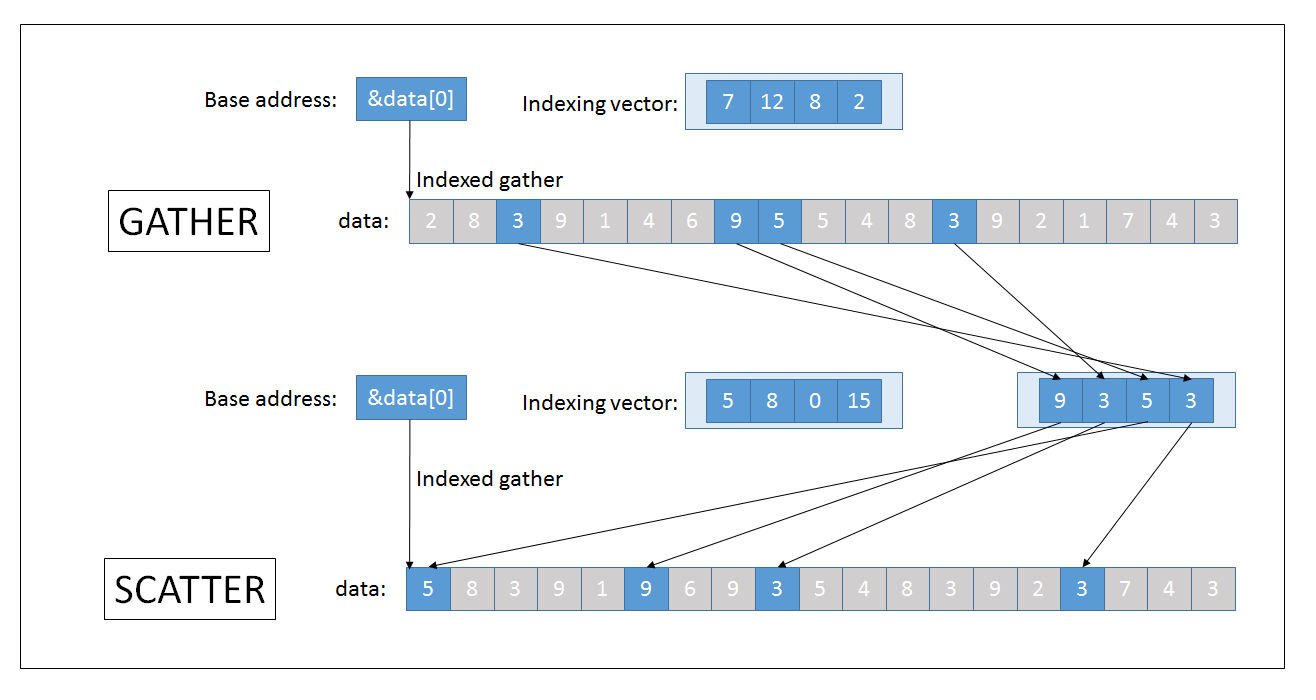 Base address: &data[0] Indexing vector: 7 12 8 2
Indexed gather
GATHER data: 2 8 3 9 1 4 6 9 5 5 4 8 3 9 2 1 7 4 3
Base address: &data[0] Indexing vector: 5 8 0 15 9 3 5 3
Indexed gather
SCATTER data: 5 8 3 9 1 9 6 9 3 5 4 8 3 9 2 3 7 4 3